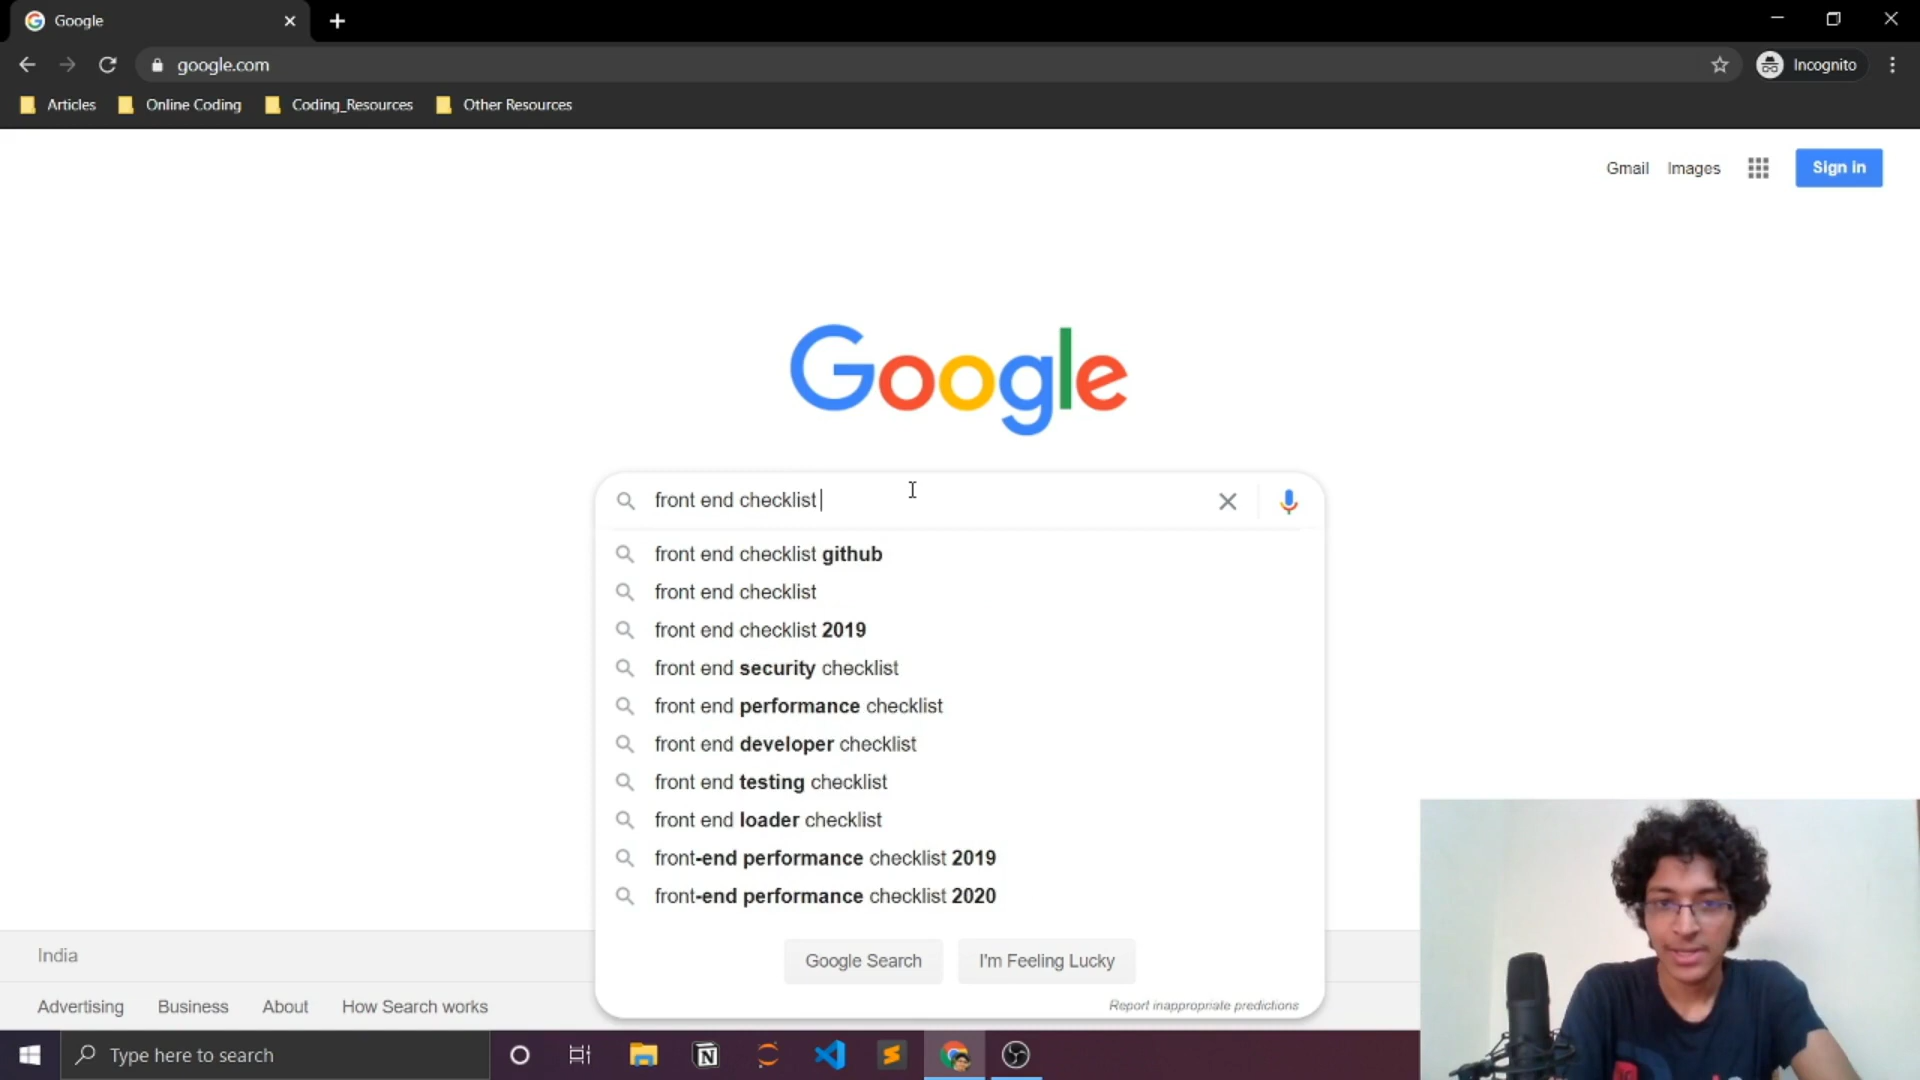 Google
google.com
Incognito
Articles
Online Coding
Coding_Resources
Other Resources
Gmail
Images
Sign in
Google
front end checklist
front end checklist github
front end checklist
front end checklist 2019
front end security checklist
front end performance checklist
front end developer checklist
front end testing checklist
front end loader checklist
front-end performance checklist 2019
front-end performance checklist 2020
Google Search
I'm Feeling Lucky
Report inappropriate predictions
India
Advertising
Business
About
How Search works
Type here to search